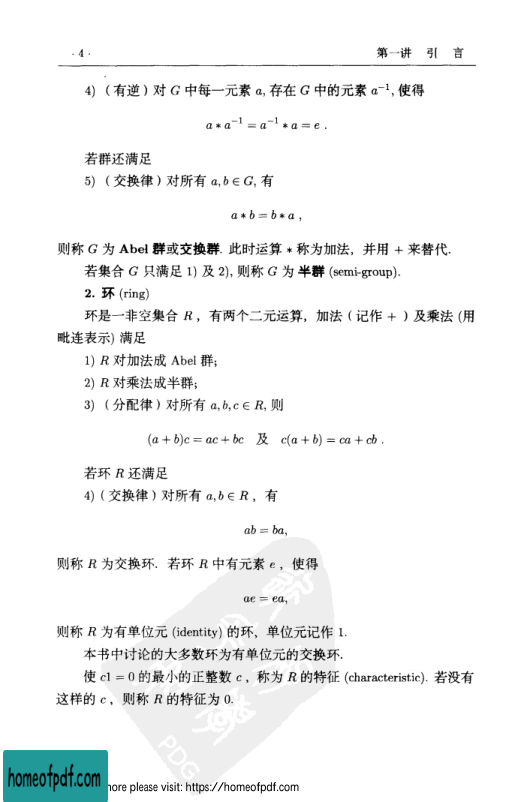 · 4 ·
第一讲 引 言
4) （有逆）对 G 中每一元素 a, 存在 G 中的元素 a⁻¹, 使得
a * a⁻¹ = a⁻¹ * a = e .
若群还满足
5) （交换律）对所有 a, b ∈ G, 有
a * b = b * a ,
则称 G 为 Abel 群或交换群. 此时运算 * 称为加法，并用 + 来替代.
若集合 G 只满足 1) 及 2), 则称 G 为 半群 (semi-group).
2. 环 (ring)
环是一非空集合 R ，有两个二元运算，加法（记作 + ）及乘法 (用
毗连表示) 满足
1) R 对加法成 Abel 群;
2) R 对乘法成半群;
3) （分配律）对所有 a, b, c ∈ R, 则
(a + b)c = ac + bc 及 c(a + b) = ca + cb .
若环 R 还满足
4)（交换律）对所有 a, b ∈ R ，有
ab = ba,
则称 R 为交换环. 若环 R 中有元素 e ，使得
ae = ea,
则称 R 为有单位元 (identity) 的环，单位元记作 1.
本书中讨论的大多数环为有单位元的交换环.
使 c1 = 0 的最小的正整数 c ，称为 R 的特征 (characteristic). 若没有
这样的 c ，则称 R 的特征为 0.
PDG
homeofpdf.com
more please visit: https://homeofpdf.com